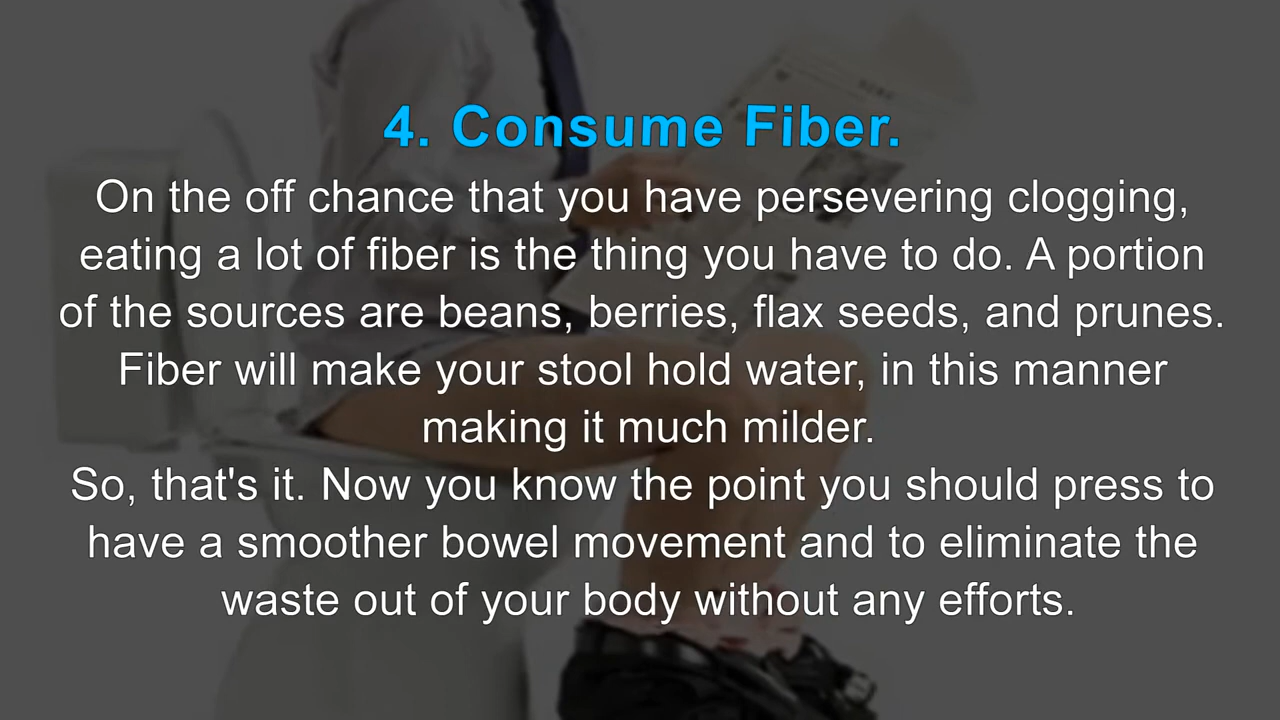 4. Consume Fiber.
On the off chance that you have persevering clogging,
eating a lot of fiber is the thing you have to do. A portion
of the sources are beans, berries, flax seeds, and prunes.
Fiber will make your stool hold water, in this manner
making it much milder.
So, that's it. Now you know the point you should press to
have a smoother bowel movement and to eliminate the
waste out of your body without any efforts.